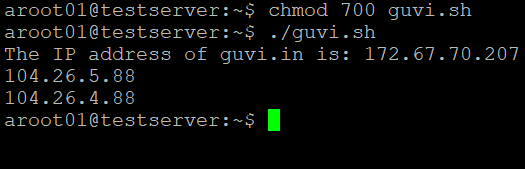 aroot01@testserver:~$ chmod 700 guvi.sh
aroot01@testserver:~$ ./guvi.sh
The IP address of guvi.in is: 172.67.70.207
104.26.5.88
104.26.4.88
aroot01@testserver:~$